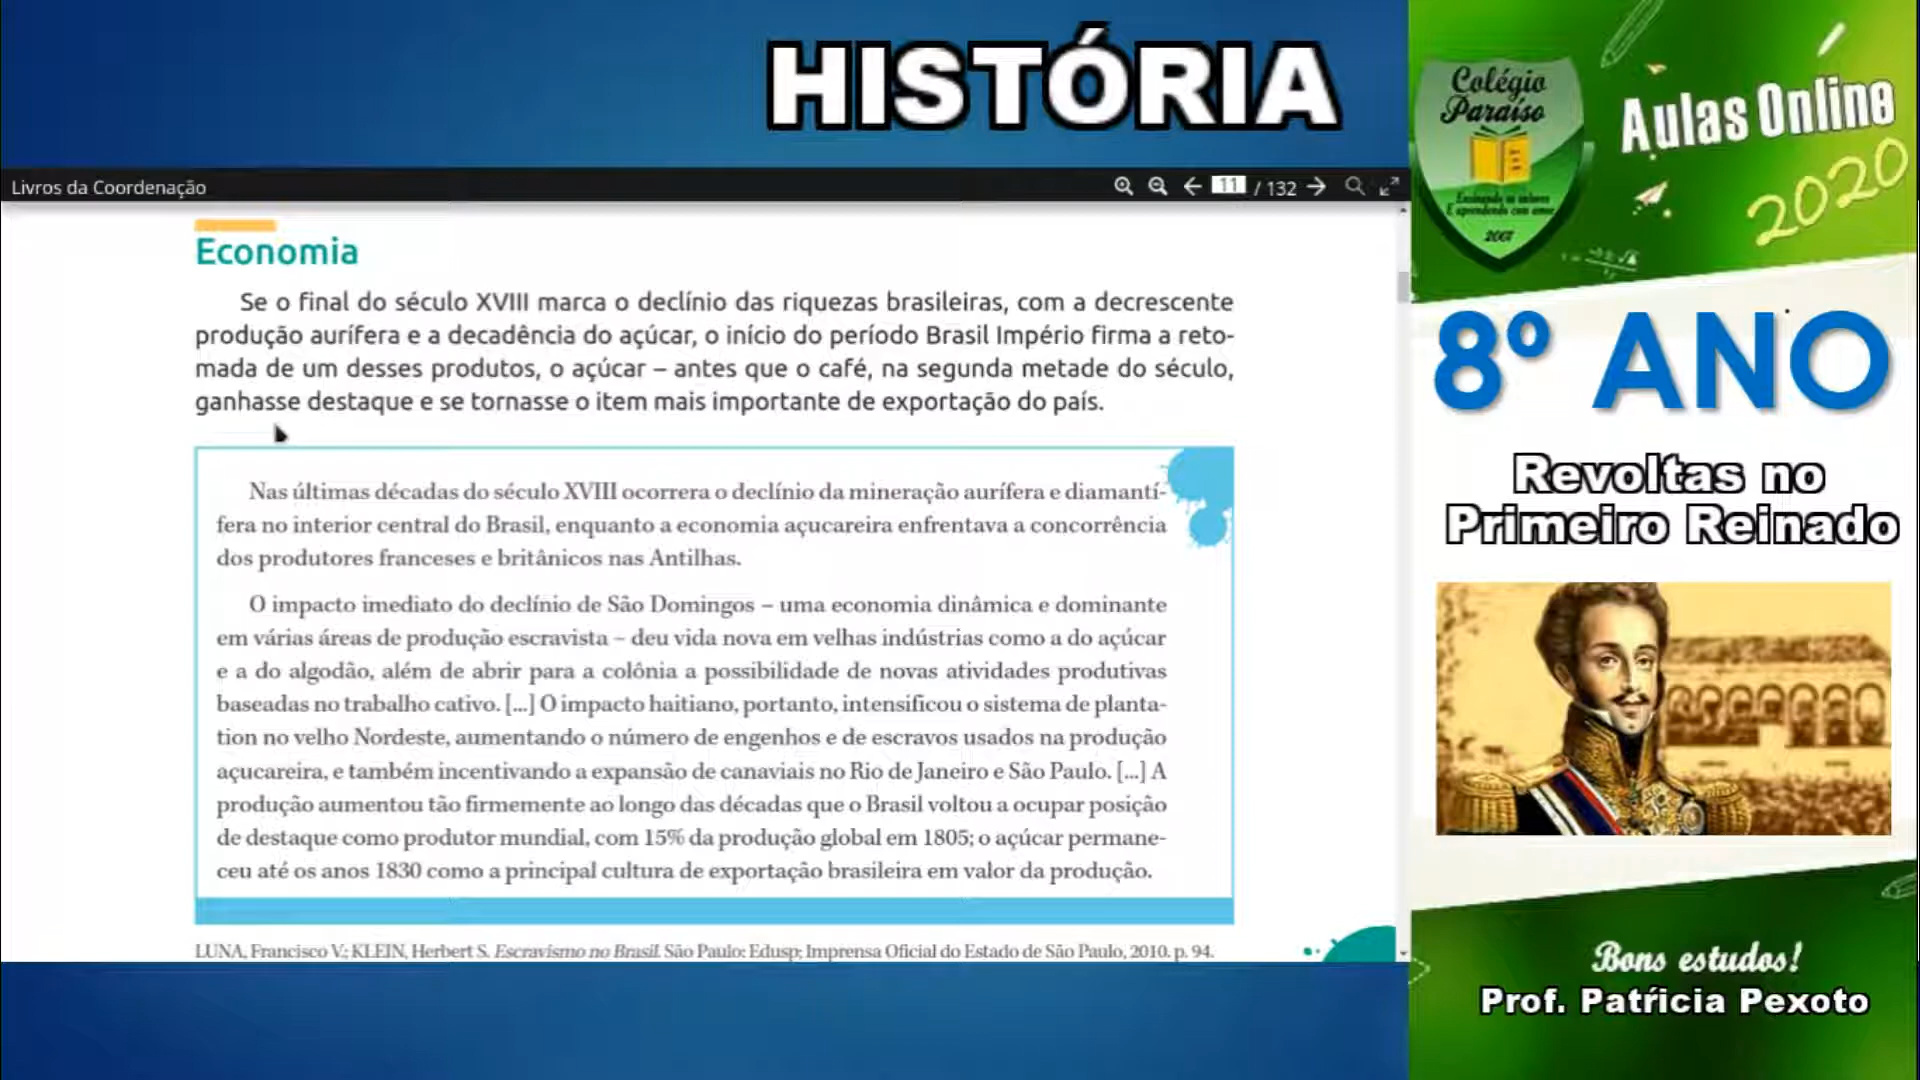 HISTÓRIA
Livros da Coordenação
11 / 132
Economia
Se o final do século XVIII marca o declínio das riquezas brasileiras, com a decrescente
produção aurífera e a decadência do açúcar, o início do período Brasil Império firma a reto-
mada de um desses produtos, o açúcar – antes que o café, na segunda metade do século,
ganhasse destaque e se tornasse o item mais importante de exportação do país.
Nas últimas décadas do século XVIII ocorrera o declínio da mineração aurífera e diamantí-
fera no interior central do Brasil, enquanto a economia açucareira enfrentava a concorrência
dos produtores franceses e britânicos nas Antilhas.
O impacto imediato do declínio de São Domingos – uma economia dinâmica e dominante
em várias áreas de produção escravista – deu vida nova em velhas indústrias como a do açúcar
e a do algodão, além de abrir para a colônia a possibilidade de novas atividades produtivas
baseadas no trabalho cativo. [...] O impacto haitiano, portanto, intensificou o sistema de planta-
tion no velho Nordeste, aumentando o número de engenhos e de escravos usados na produção
açucareira, e também incentivando a expansão de canaviais no Rio de Janeiro e São Paulo. [...] A
produção aumentou tão firmemente ao longo das décadas que o Brasil voltou a ocupar posição
de destaque como produtor mundial, com 15% da produção global em 1805; o açúcar permane-
ceu até os anos 1830 como a principal cultura de exportação brasileira em valor da produção.
LUNA, Francisco V.; KLEIN, Herbert S. Escravismo no Brasil. São Paulo: Edusp; Imprensa Oficial do Estado de São Paulo, 2010. p. 94.
Colégio
Paraíso
Ensinando os valores
E aprendendo com amor
2007
Aulas Online
2020
8º ANO
Revoltas no
Primeiro Reinado
Bons estudos!
Prof. Patŕicia Pexoto